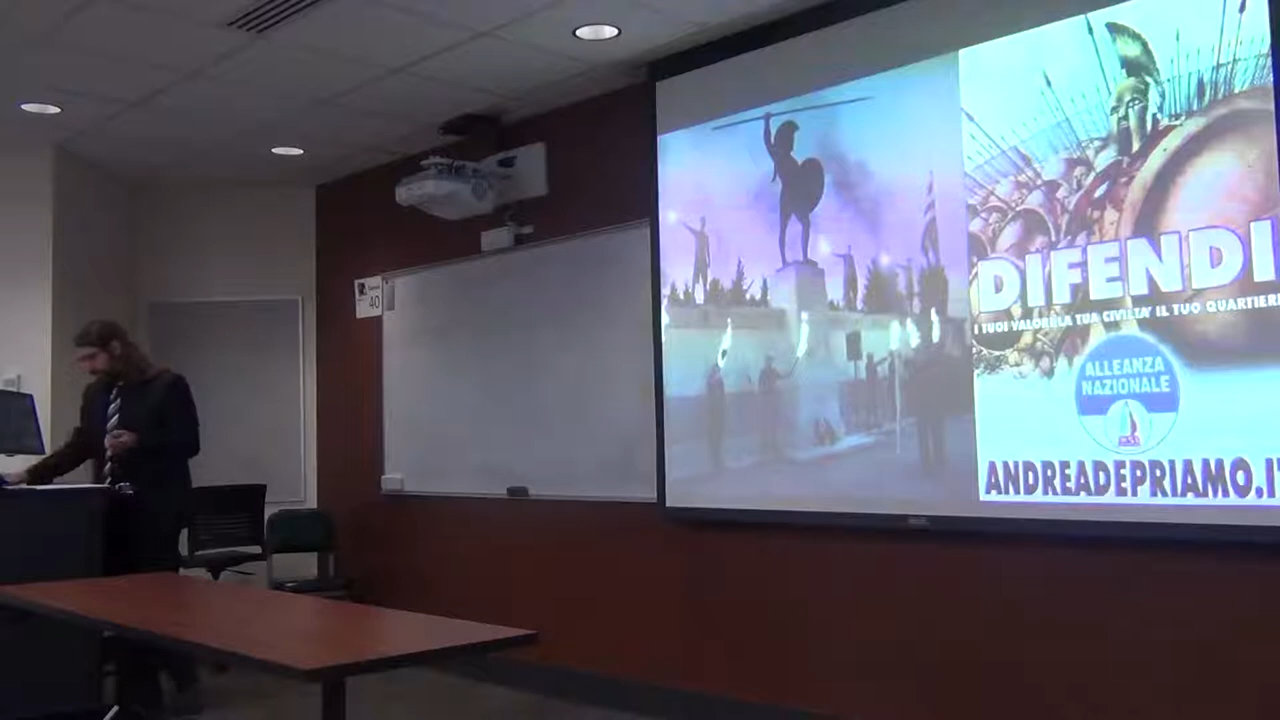 40
DIFENDI
I TUOI VALORI LA TUA CIVILTA' IL TUO QUARTIERE
ALLEANZA
NAZIONALE
ANDREADEPRIAMO.IT